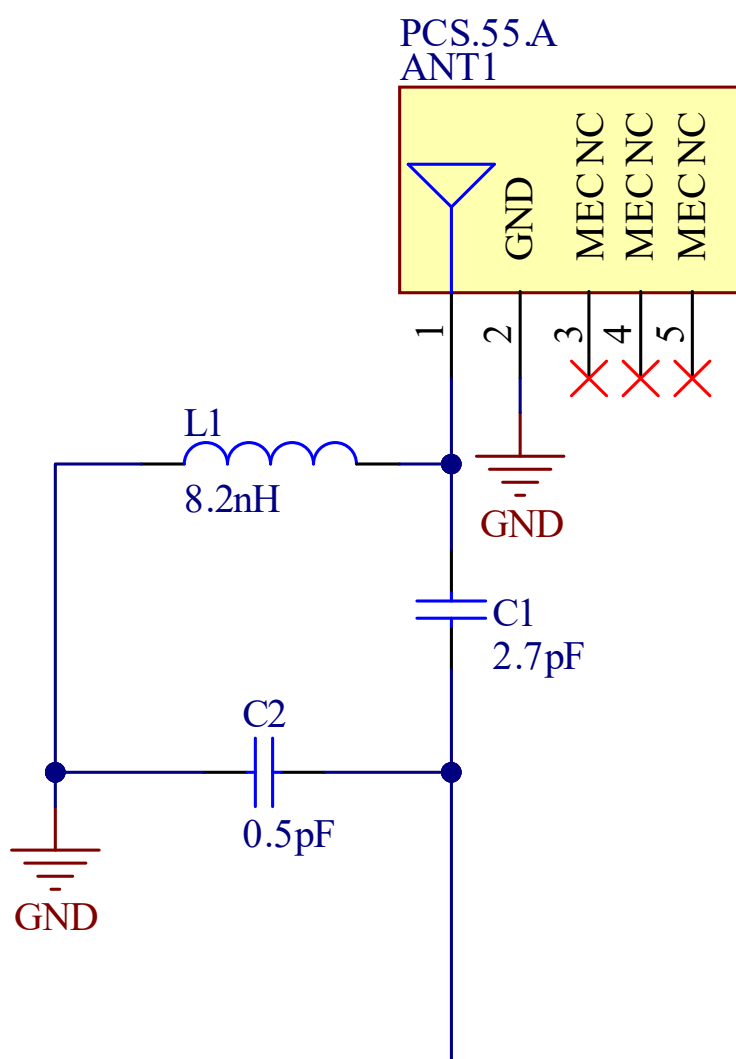 PCS.55.A
ANT1
GND
MEC NC
MEC NC
MEC NC
1
2
3
4
5
L1
8.2nH
GND
C1
2.7pF
C2
0.5pF
GND